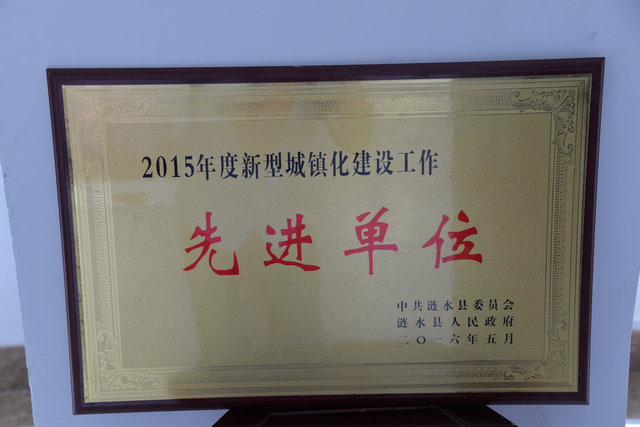 2015年度新型城镇化建设工作
先进单位
中共涟水县委员会
涟水县人民政府
二〇一六年五月